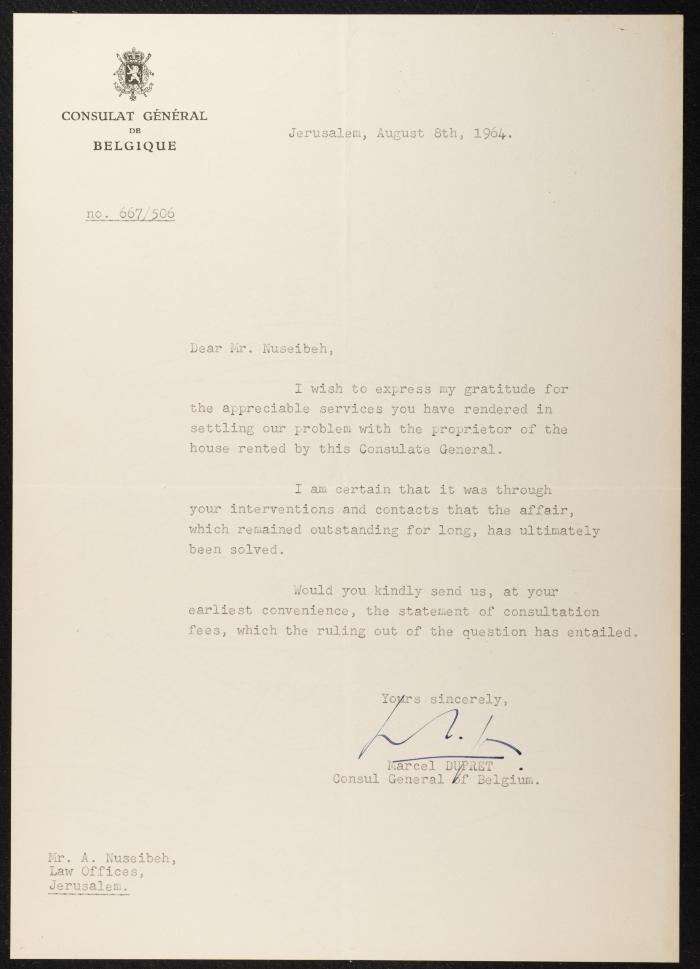 CONSULAT GÉNÉRAL
DE
BELGIQUE
Jerusalem, August 8th, 1964.
no. 667/506
Dear Mr. Nuseibeh,
I wish to express my gratitude for
the appreciable services you have rendered in
settling our problem with the proprietor of the
house rented by this Consulate General.
I am certain that it was through
your interventions and contacts that the affair,
which remained outstanding for long, has ultimately
been solved.
Would you kindly send us, at your
earliest convenience, the statement of consultation
fees, which the ruling out of the question has entailed.
Yours sincerely,
Marcel DUPRET
Consul General of Belgium.
Mr. A. Nuseibeh,
Law Offices,
Jerusalem.